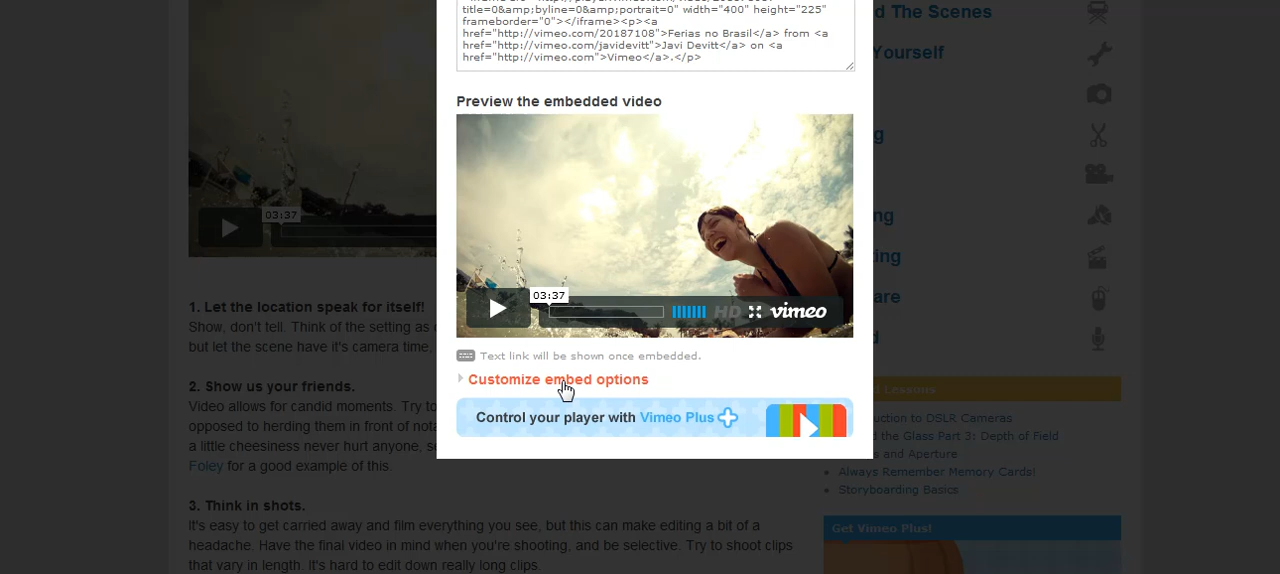 title=0&amp;byline=0&amp;portrait=0" width="400" height="225"
frameborder="0"></iframe><p><a
href="http://vimeo.com/20187108">Ferias no Brasil</a> from <a
href="http://vimeo.com/javidevitt">Javi Devitt</a> on <a
href="http://vimeo.com">Vimeo</a>.</p>
Preview the embedded video
03:37
HD vimeo
Text link will be shown once embedded.
Customize embed options
Control your player with Vimeo Plus
03:37
1. Let the location speak for itself!
Show, don't tell. Think of the setting as
but let the scene have it's camera time,
2. Show us your friends.
Video allows for candid moments. Try to
opposed to herding them in front of
a little cheesiness never hurt anyone,
Foley for a good example of this.
3. Think in shots.
It's easy to get carried away and film everything you see, but this can make editing a bit of a
headache. Have the final video in mind when you're shooting, and be selective. Try to shoot clips
that vary in length. It's hard to edit down really long clips.
d The Scenes
Yourself
g
ng
ting
are
d
Lessons
uction to DSLR Cameras
d the Glass Part 3: Depth of Field
s and Aperture
Always Remember Memory Cards!
Storyboarding Basics
Get Vimeo Plus!